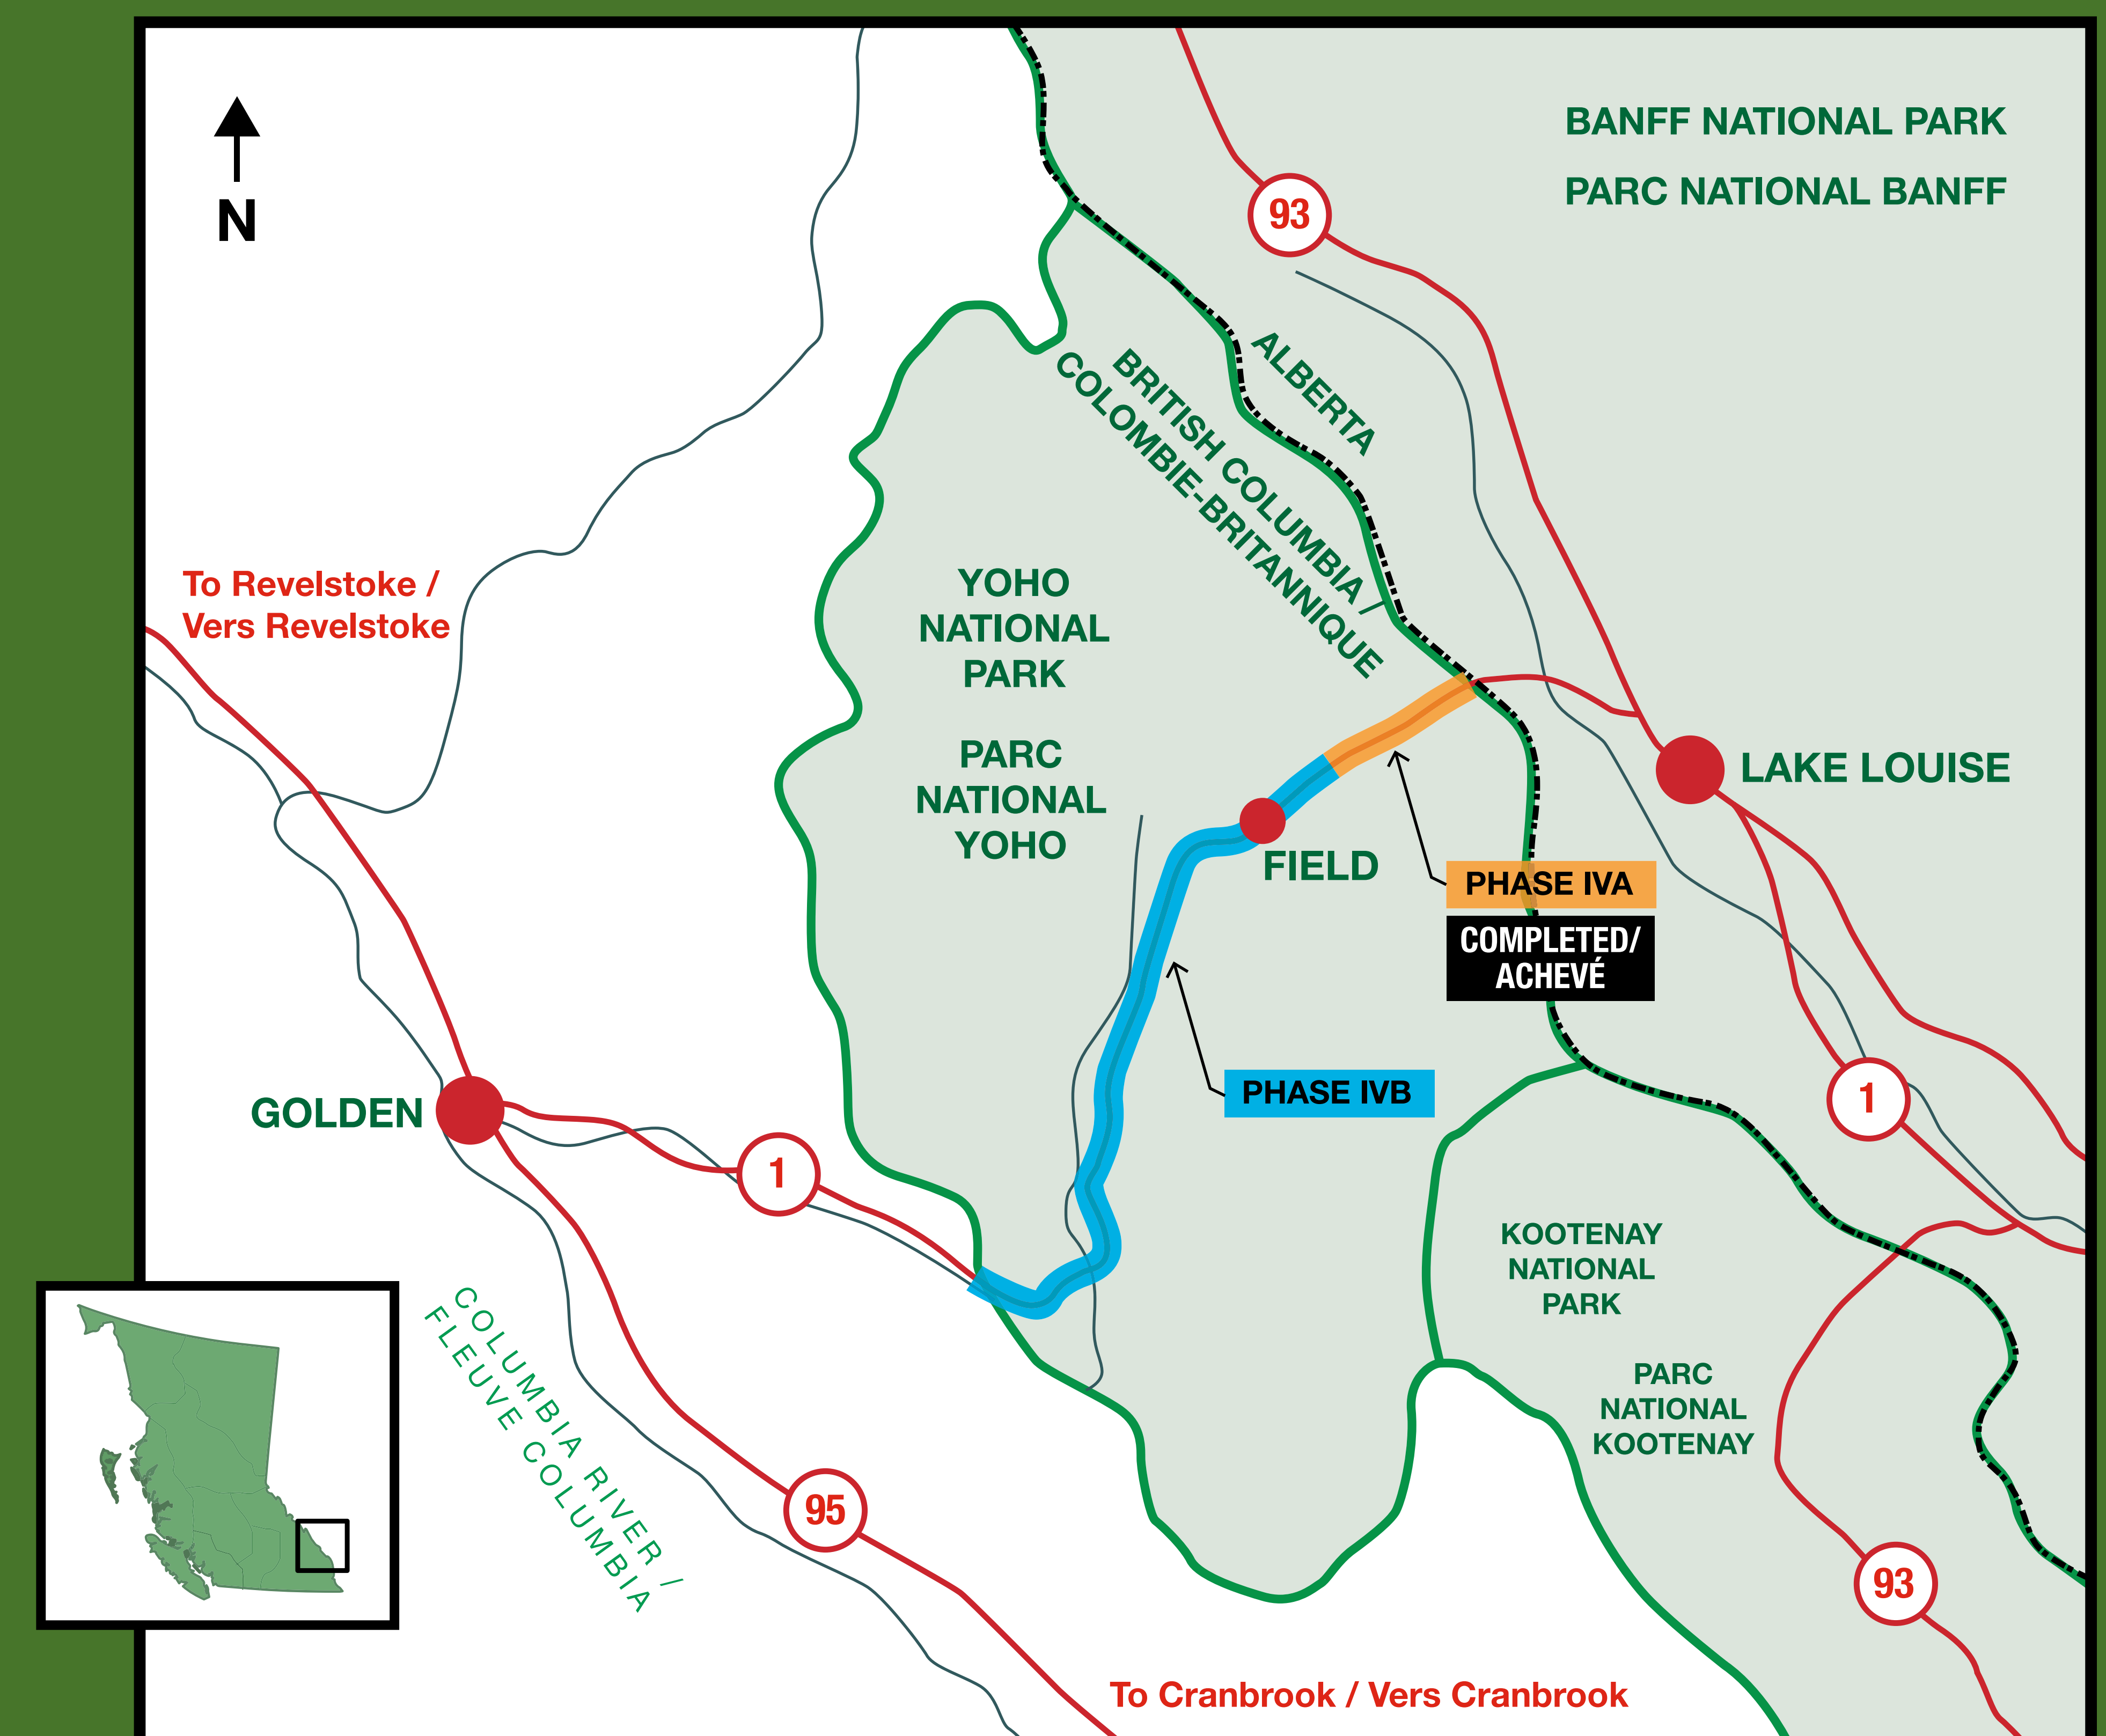 N
BANFF NATIONAL PARK
PARC NATIONAL BANFF
93
ALBERTA
BRITISH COLUMBIA /
COLOMBIE-BRITANNIQUE
To Revelstoke /
Vers Revelstoke
YOHO
NATIONAL
PARK
PARC
NATIONAL
YOHO
LAKE LOUISE
FIELD
PHASE IVA
COMPLETED/
ACHEVÉ
PHASE IVB
1
GOLDEN
1
KOOTENAY
NATIONAL
PARK
PARC
NATIONAL
KOOTENAY
COLUMBIA RIVER /
FLEUVE COLUMBIA
95
93
To Cranbrook / Vers Cranbrook